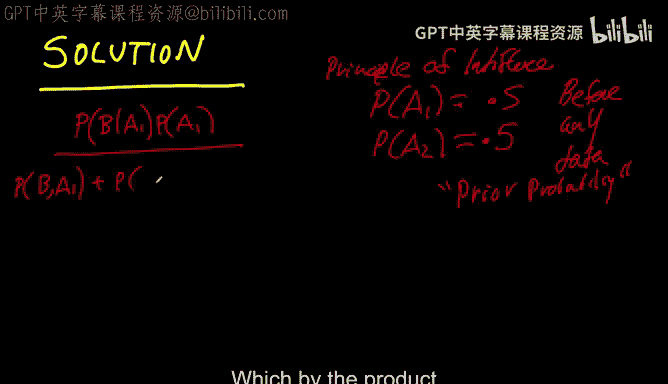 GPT中英字幕课程资源@bilibili.com
GPT中英字幕课程资源 bilibili
SOLUTION
P(B|A₁)P(A₁)
P(B,A₁) + P(
Principle of
P(A₁) = .5
P(A₂) = .5
Before
any
data
"Prior Probability"
Which by the product